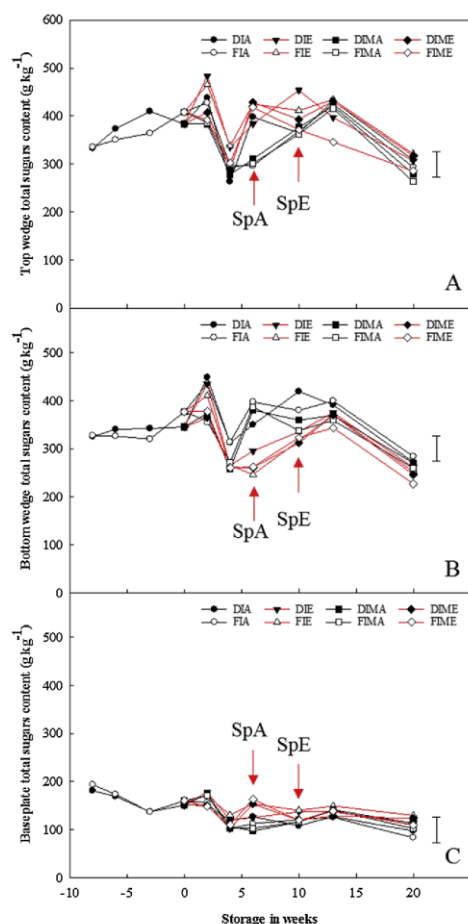 600
DIA DIE DIMA DIME
FIA FIE FIMA FIME
500
400
300
200
100
0
SpA
SpE
A
Top wedge total sugars content (g kg⁻¹)
DIA DIE DIMA DIME
FIA FIE FIMA FIME
500
400
300
200
100
0
SpA
SpE
B
Bottom wedge total sugars content (g kg⁻¹)
DIA DIE DIMA DIME
FIA FIE FIMA FIME
500
400
300
200
100
0
SpA
SpE
C
Baseplate total sugars content (g kg⁻¹)
-10 -5 0 5 10 15 20
Storage in weeks